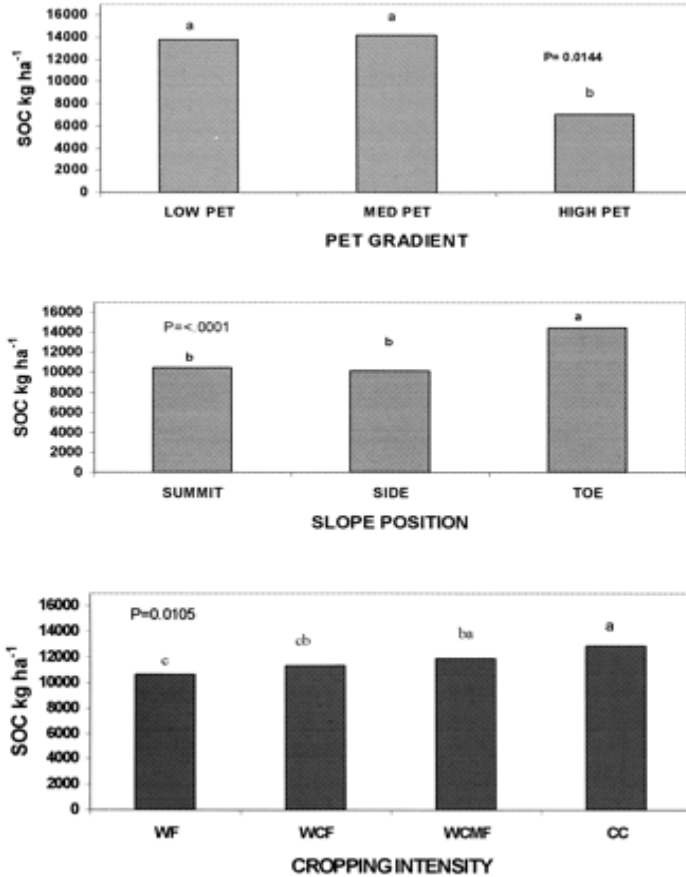 SOC kg ha-1
16000
14000
12000
10000
8000
6000
4000
2000
0
a
a
P= 0.0144
b
LOW PET
MED PET
HIGH PET
PET GRADIENT
SOC kg ha-1
16000
14000
12000
10000
8000
6000
4000
2000
0
P=<.0001
b
b
a
SUMMIT
SIDE
TOE
SLOPE POSITION
SOC kg ha-1
16000
14000
12000
10000
8000
6000
4000
2000
0
P=0.0105
c
cb
ba
a
WF
WCF
WCMF
CC
CROPPING INTENSITY